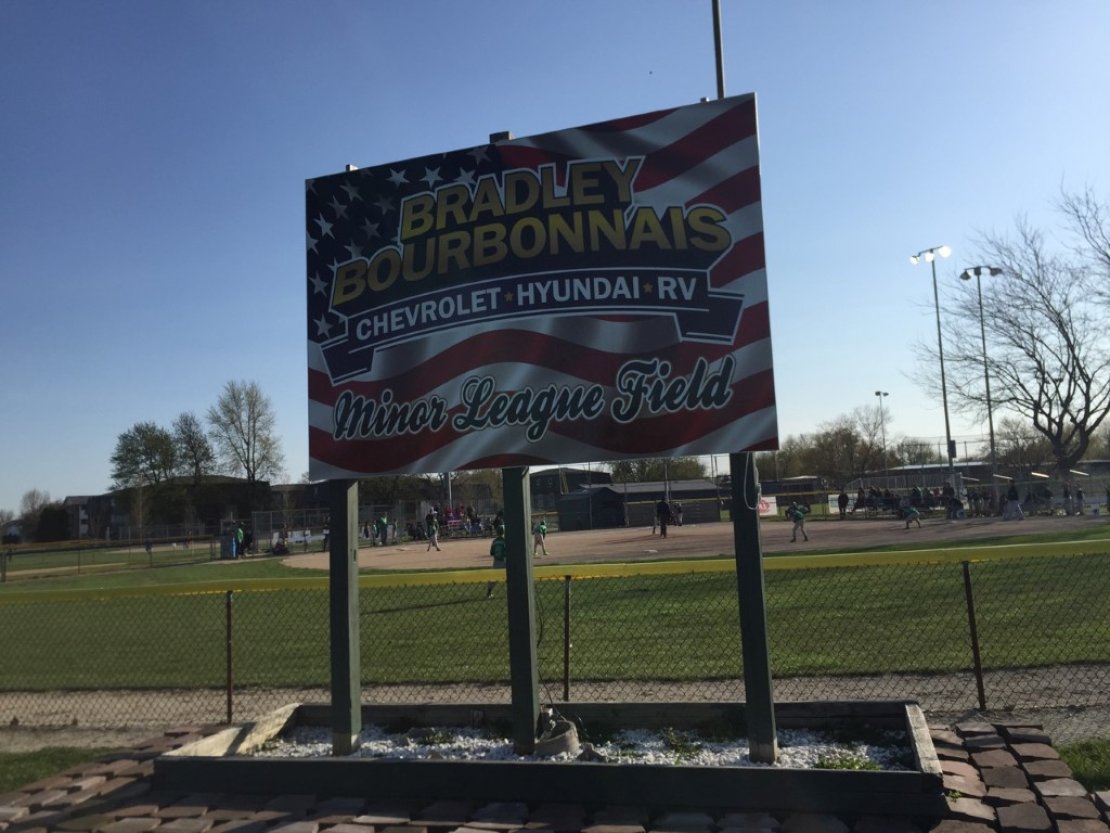 BRADLEY
BOURBONNAIS
CHEVROLET ★ HYUNDAI ★ RV
Minor League Field